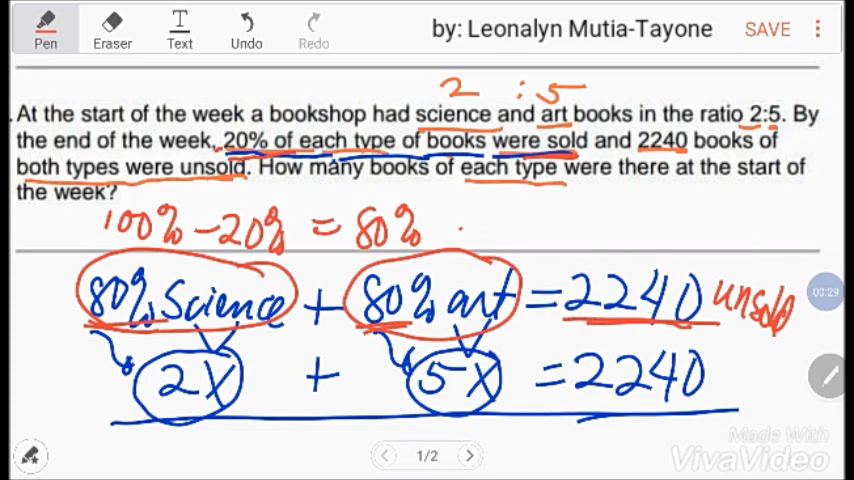 Pen Eraser Text Undo Redo by: Leonalyn Mutia-Tayone SAVE
2 : 5
.At the start of the week a bookshop had science and art books in the ratio 2:5. By
the end of the week, 20% of each type of books were sold and 2240 books of
both types were unsold. How many books of each type were there at the start of
the week?
100% - 20% = 80%
80% Science + 80% art = 2240 unsold
00:29
2X + 5X = 2240
1/2
Made With
VivaVideo